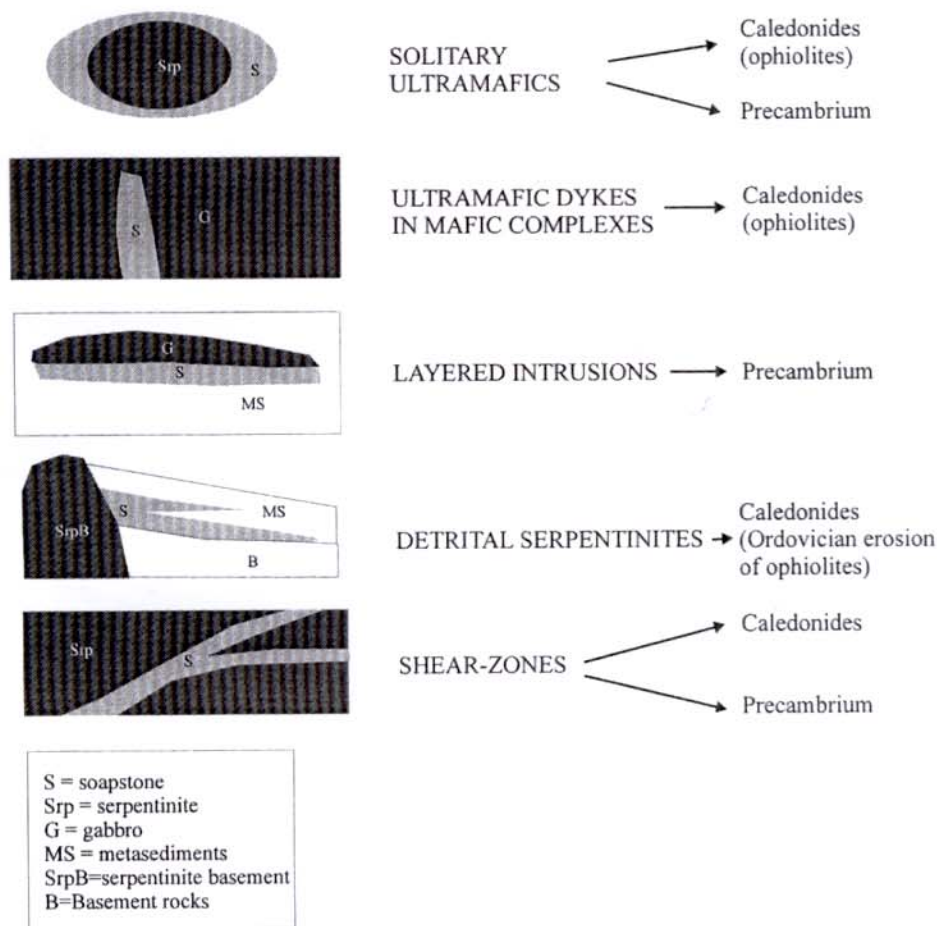 Srp
S
SOLITARY
ULTRAMAFICS
Caledonides
(ophiolites)
Precambrium
S
G
ULTRAMAFIC DYKES
IN MAFIC COMPLEXES
Caledonides
(ophiolites)
G
S
MS
LAYERED INTRUSIONS
Precambrium
SrpB
S
MS
B
DETRITAL SERPENTINITES
Caledonides
(Ordovician erosion
of ophiolites)
Srp
S
SHEAR-ZONES
Caledonides
Precambrium
S = soapstone
Srp = serpentinite
G = gabbro
MS = metasediments
SrpB=serpentinite basement
B=Basement rocks